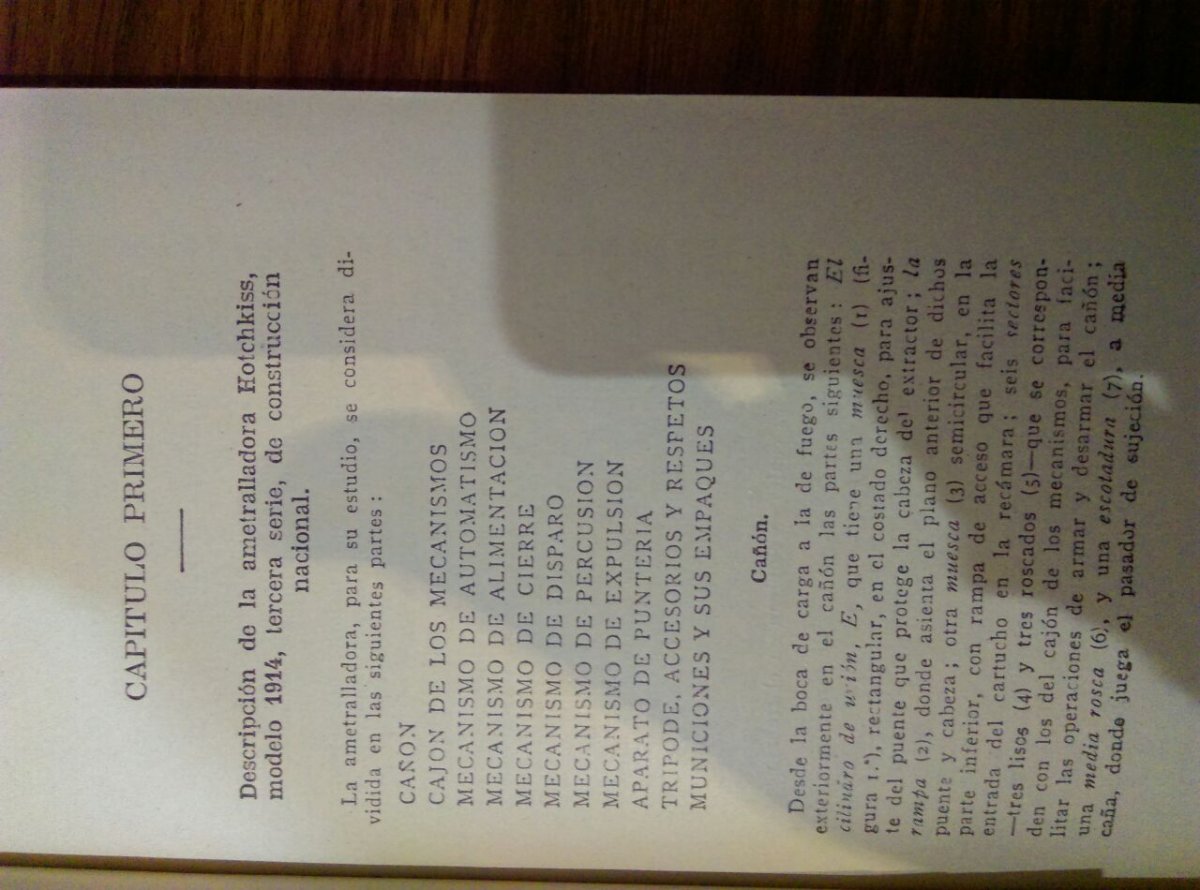 CAPITULO PRIMERO
Descripción de la ametralladora Hotchkiss,
modelo 1914, tercera serie, de construcción
nacional.
La ametralladora, para su estudio, se considera di-
vidida en las siguientes partes:
CAÑON
CAJON DE LOS MECANISMOS
MECANISMO DE AUTOMATISMO
MECANISMO DE ALIMENTACION
MECANISMO DE CIERRE
MECANISMO DE DISPARO
MECANISMO DE PERCUSION
MECANISMO DE EXPULSION
APARATO DE PUNTERIA
TRIPODE, ACCESORIOS Y RESPETOS
MUNICIONES Y SUS EMPAQUES
Cañón.
Desde la boca de carga a la de fuego, se observan
exteriormente en el cañón las partes siguientes: El
cilindro de unión, E, que tiene una muesca (1) (fi-
gura 1.ª), rectangular, en el costado derecho, para ajus-
te del puente que protege la cabeza del extractor; la
rampa (2), donde asienta el plano anterior de dichos
puente y cabeza; otra muesca (3) semicircular, en la
parte inferior, con rampa de acceso que facilita la
entrada del cartucho en la recámara; seis sectores
—tres lisos (4) y tres roscados (5)—que se correspon-
den con los del cajón de los mecanismos, para faci-
litar las operaciones de armar y desarmar el cañón;
una media rosca (6), y una escotadura (7), a media
caña, donde juega el pasador de sujeción.